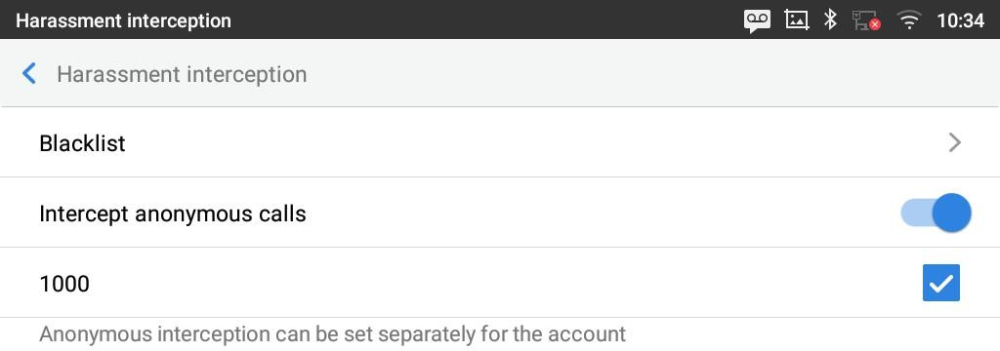 Harassment interception 10:34
Harassment interception
Blacklist
Intercept anonymous calls
1000
Anonymous interception can be set separately for the account